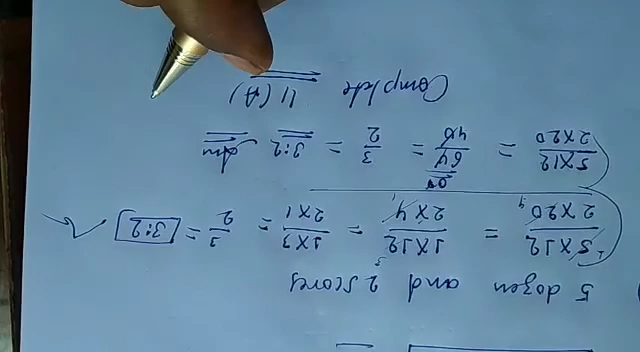 ) 5 dozen and 2 scores
5 x 12 / 2 x 20 = 1 x 12 / 2 x 4 = 1 x 3 / 2 x 1 = 3/2 = 3:2 ✓
or
5 x 12 / 2 x 20 = 60/40 = 3/2 = 3:2 Ans
Complete 11 (A)